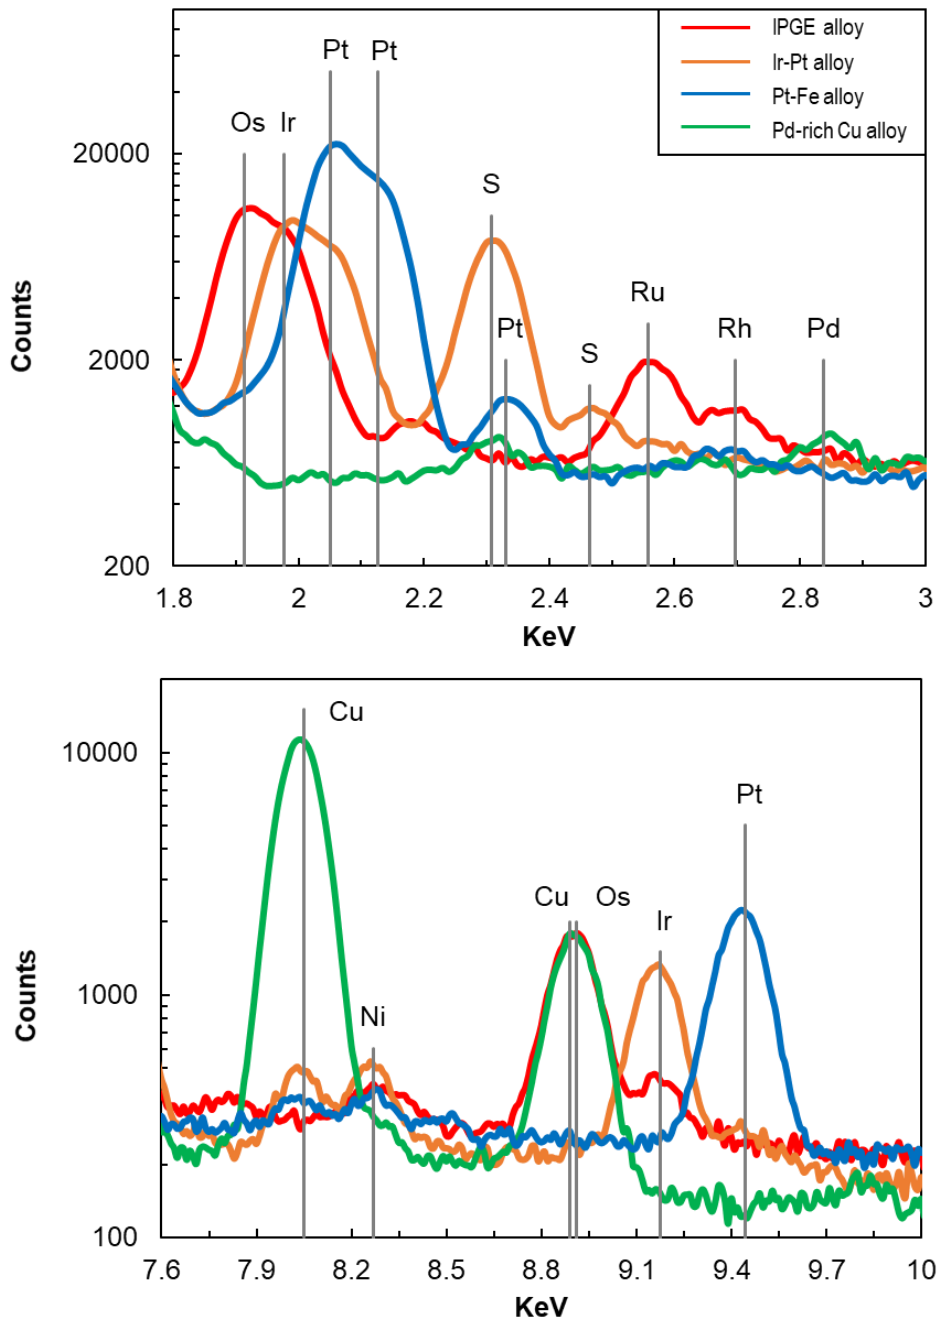 IPGE alloy
Ir-Pt alloy
Pt-Fe alloy
Pd-rich Cu alloy
Pt Pt
Os Ir
20000
S
Ru
Pt Rh Pd
S
2000
200
Counts
1.8 2 2.2 2.4 2.6 2.8 3
KeV
Cu
10000
Pt
Cu Os
Ir
1000
Ni
100
Counts
7.6 7.9 8.2 8.5 8.8 9.1 9.4 9.7 10
KeV